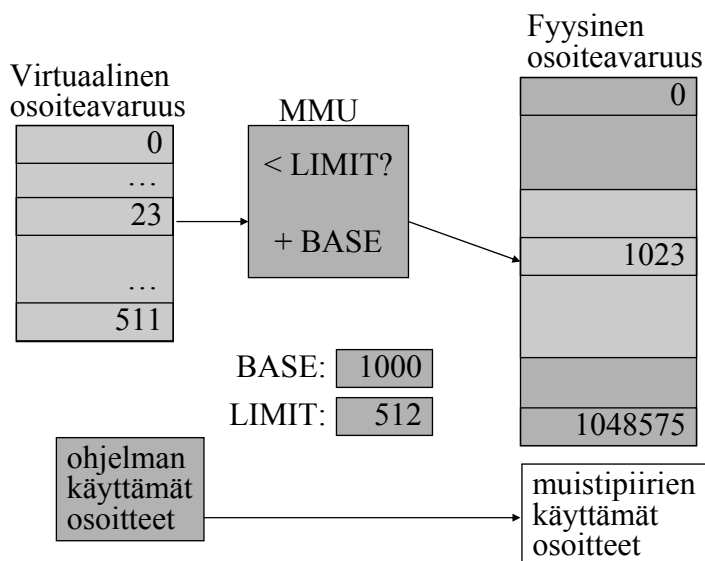 Virtuaalinen
osoiteavaruus
0
…
23
…
511
MMU
< LIMIT?
+ BASE
Fyysinen
osoiteavaruus
0
1023
1048575
BASE: 1000
LIMIT: 512
ohjelman
käyttämät
osoitteet
muistipiirien
käyttämät
osoitteet